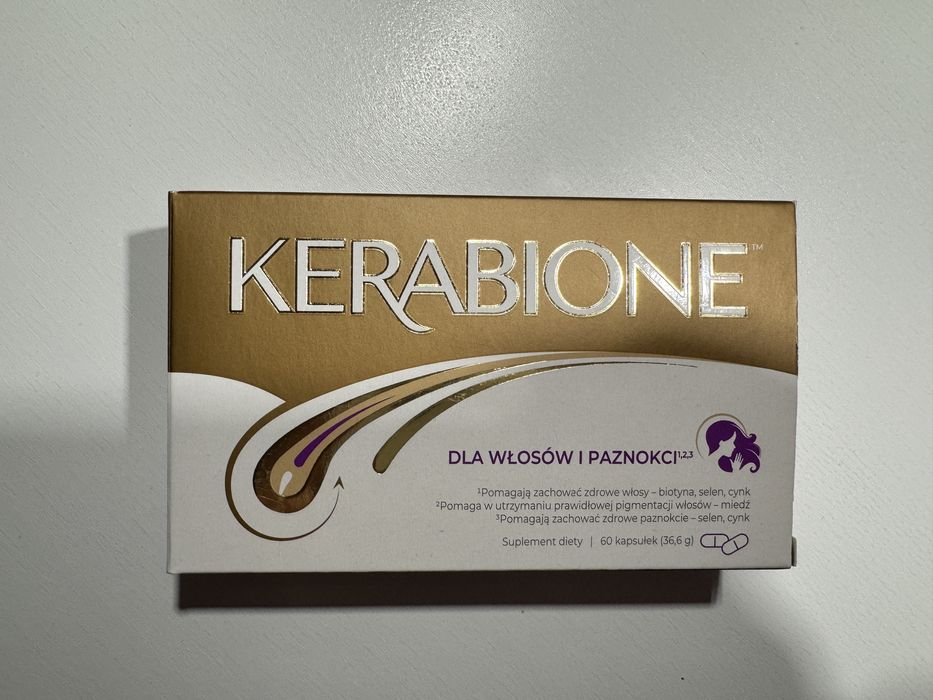 KERABIONE™
DLA WŁOSÓW I PAZNOKCI1,2,3
¹Pomagają zachować zdrowe włosy – biotyna, selen, cynk
²Pomaga w utrzymaniu prawidłowej pigmentacji włosów – miedź
³Pomagają zachować zdrowe paznokcie – selen, cynk
Suplement diety | 60 kapsułek (36,6 g)